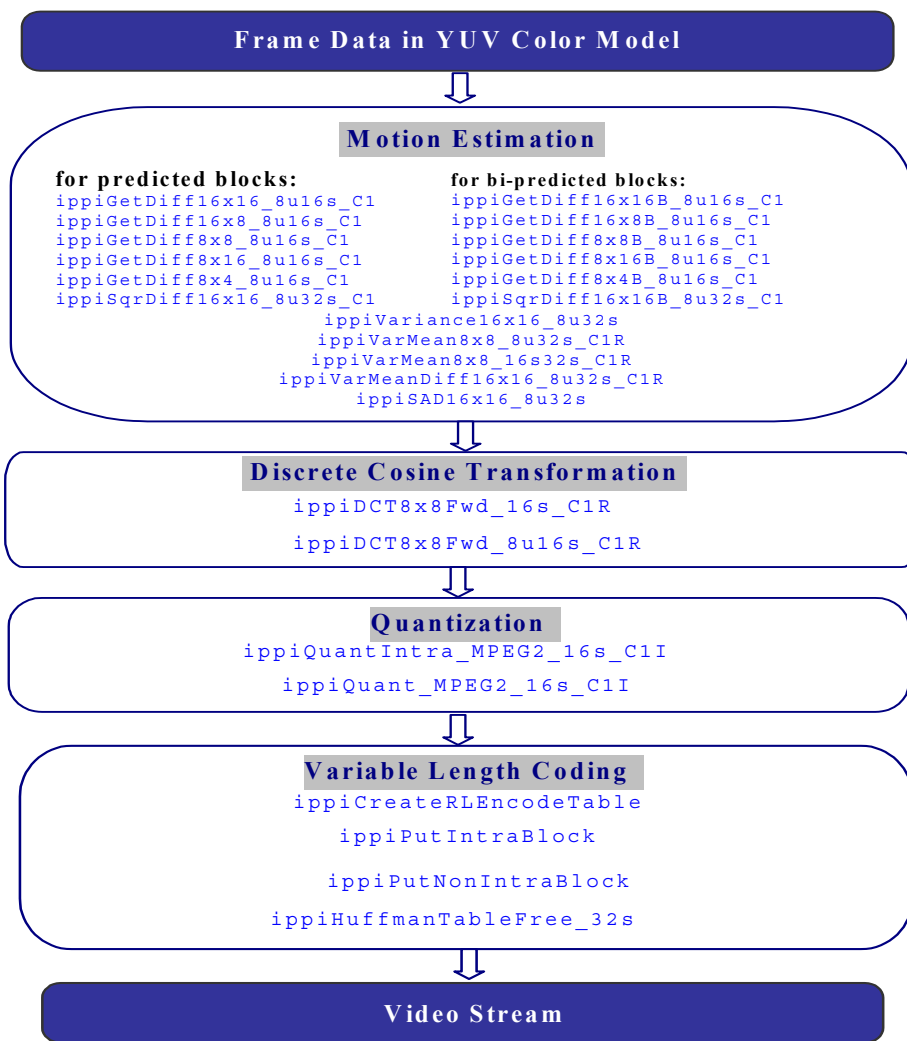 Frame Data in YUV Color Model
Motion Estimation
for predicted blocks:
ippiGetDiff16x16_8u16s_C1
ippiGetDiff16x8_8u16s_C1
ippiGetDiff8x8_8u16s_C1
ippiGetDiff8x16_8u16s_C1
ippiGetDiff8x4_8u16s_C1
ippiSqrDiff16x16_8u32s_C1
for bi-predicted blocks:
ippiGetDiff16x16B_8u16s_C1
ippiGetDiff16x8B_8u16s_C1
ippiGetDiff8x8B_8u16s_C1
ippiGetDiff8x16B_8u16s_C1
ippiGetDiff8x4B_8u16s_C1
ippiSqrDiff16x16B_8u32s_C1
ippiVariance16x16_8u32s
ippiVarMean8x8_8u32s_C1R
ippiVarMean8x8_16s32s_C1R
ippiVarMeanDiff16x16_8u32s_C1R
ippiSAD16x16_8u32s
Discrete Cosine Transformation
ippiDCT8x8Fwd_16s_C1R
ippiDCT8x8Fwd_8u16s_C1R
Quantization
ippiQuantIntra_MPEG2_16s_C1I
ippiQuant_MPEG2_16s_C1I
Variable Length Coding
ippiCreateRLEncodeTable
ippiPutIntraBlock
ippiPutNonIntraBlock
ippiHuffmanTableFree_32s
Video Stream